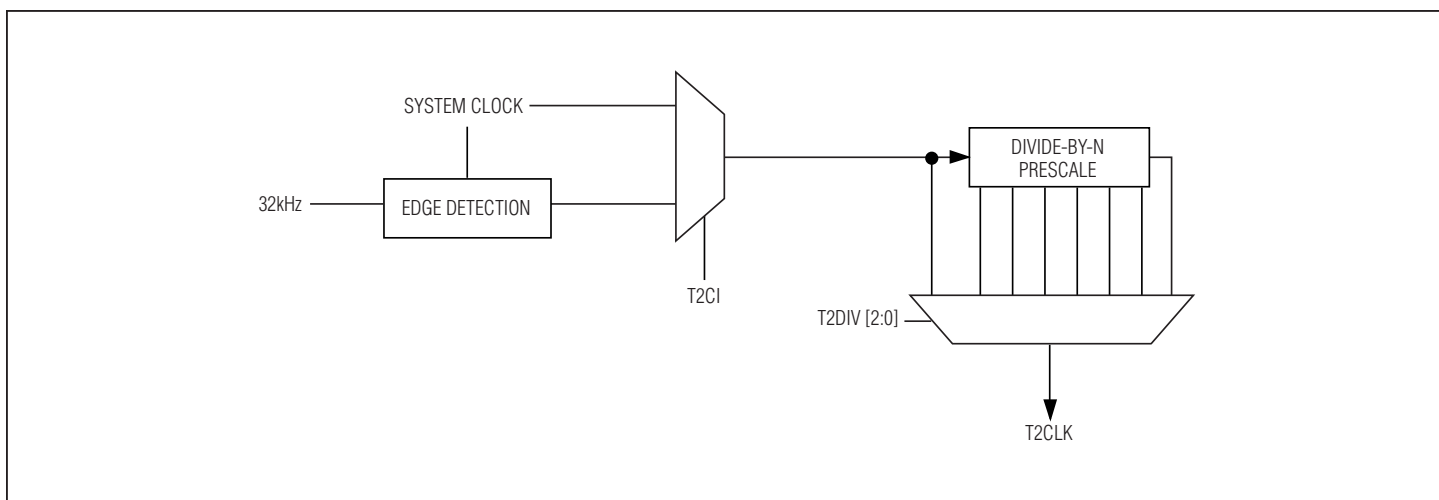 SYSTEM CLOCK
DIVIDE-BY-N
PRESCALE
32kHz
EDGE DETECTION
T2CI
T2DIV [2:0]
T2CLK